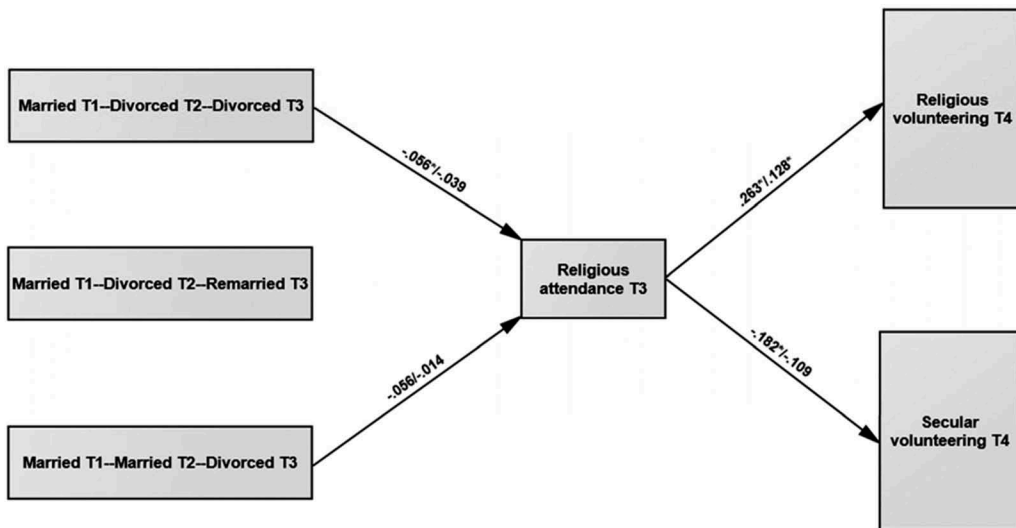 Married T1--Divorced T2--Divorced T3
-.056*/-.039
Married T1--Divorced T2--Remarried T3
-.056/-.014
Married T1--Married T2--Divorced T3
Religious
attendance T3
.263*/.128*
-.182*/-.109
Religious
volunteering T4
Secular
volunteering T4